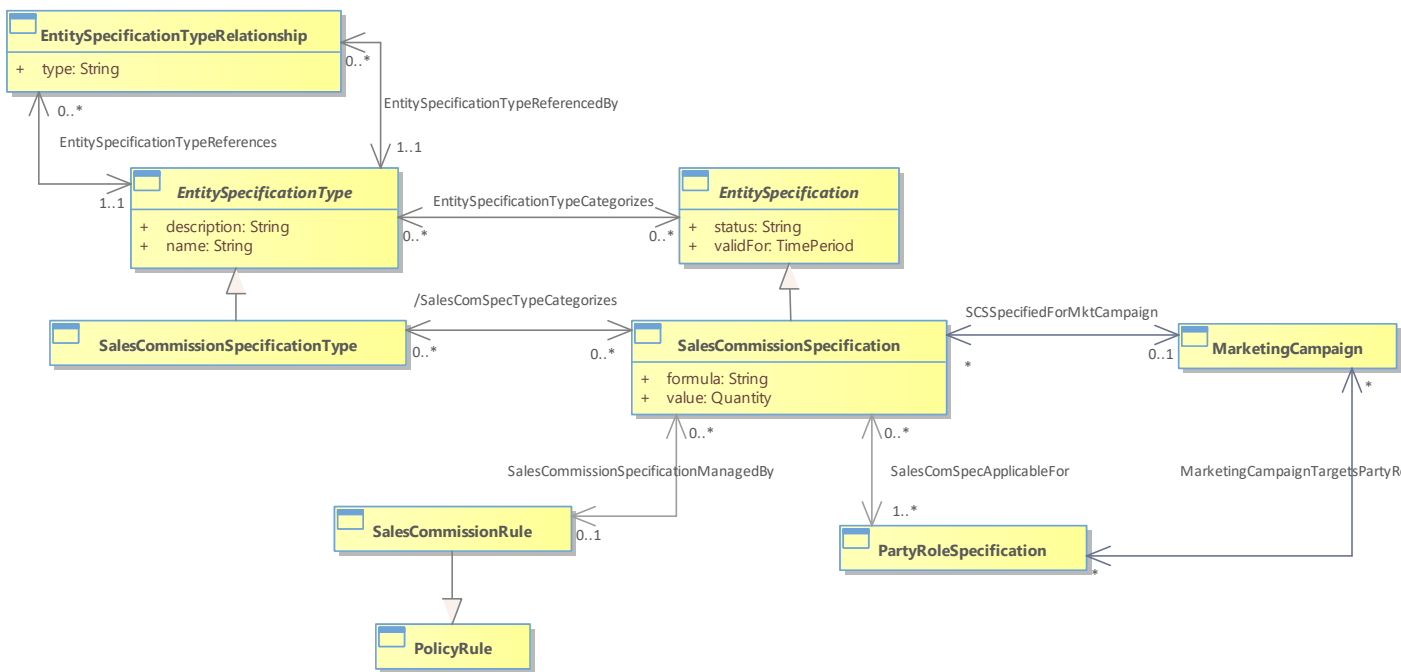 EntitySpecificationTypeRelationship
+ type: String
0..*
EntitySpecificationTypeReferencedBy
0..*
EntitySpecificationTypeReferences
1..1
1..1
EntitySpecificationType
+ description: String
+ name: String
EntitySpecificationTypeCategorizes
0..*
0..*
EntitySpecification
+ status: String
+ validFor: TimePeriod
/SalesComSpecTypeCategorizes
0..*
0..*
SalesCommissionSpecificationType
SalesCommissionSpecification
+ formula: String
+ value: Quantity
SCSSpecifiedForMktCampaign
*
0..1
MarketingCampaign
*
0..*
0..*
SalesCommissionSpecificationManagedBy
SalesComSpecApplicableFor
MarketingCampaignTargetsPartyR
0..1
1..*
SalesCommissionRule
PartyRoleSpecification
*
PolicyRule